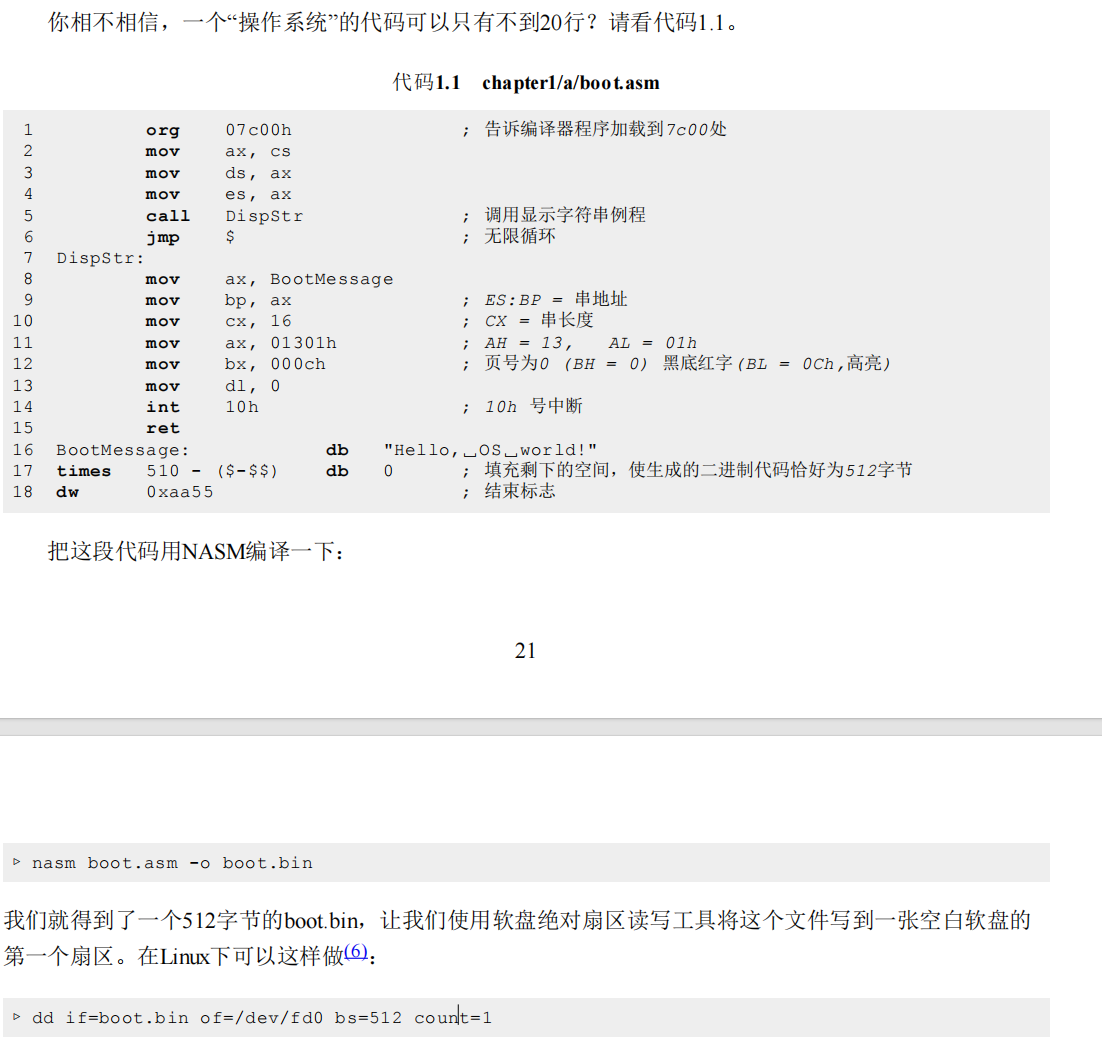 你相不相信，一个“操作系统”的代码可以只有不到20行？请看代码1.1。
代码1.1 chapter1/a/boot.asm
1 org 07c00h ; 告诉编译器程序加载到7c00处
2 mov ax, cs
3 mov ds, ax
4 mov es, ax
5 call DispStr ; 调用显示字符串例程
6 jmp $ ; 无限循环
7 DispStr:
8 mov ax, BootMessage
9 mov bp, ax ; ES:BP = 串地址
10 mov cx, 16 ; CX = 串长度
11 mov ax, 01301h ; AH = 13, AL = 01h
12 mov bx, 000ch ; 页号为0 (BH = 0) 黑底红字(BL = 0Ch,高亮)
13 mov dl, 0
14 int 10h ; 10h 号中断
15 ret
16 BootMessage: db "Hello,␣OS␣world!"
17 times 510 - ($-$$) db 0 ; 填充剩下的空间，使生成的二进制代码恰好为512字节
18 dw 0xaa55 ; 结束标志
把这段代码用NASM编译一下：
21
▹ nasm boot.asm -o boot.bin
我们就得到了一个512字节的boot.bin，让我们使用软盘绝对扇区读写工具将这个文件写到一张空白软盘的
第一个扇区。在Linux下可以这样做(6)：
▹ dd if=boot.bin of=/dev/fd0 bs=512 count=1